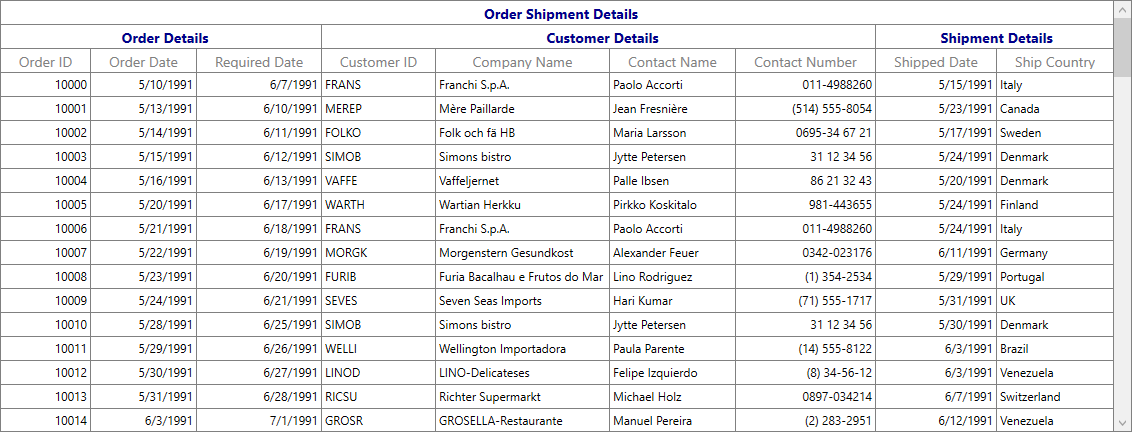 Order Shipment Details
Order Details Customer Details Shipment Details
Order ID Order Date Required Date Customer ID Company Name Contact Name Contact Number Shipped Date Ship Country
10000 5/10/1991 6/7/1991 FRANS Franchi S.p.A. Paolo Accorti 011-4988260 5/15/1991 Italy
10001 5/13/1991 6/10/1991 MEREP Mère Paillarde Jean Fresnière (514) 555-8054 5/23/1991 Canada
10002 5/14/1991 6/11/1991 FOLKO Folk och fä HB Maria Larsson 0695-34 67 21 5/17/1991 Sweden
10003 5/15/1991 6/12/1991 SIMOB Simons bistro Jytte Petersen 31 12 34 56 5/24/1991 Denmark
10004 5/16/1991 6/13/1991 VAFFE Vaffeljernet Palle Ibsen 86 21 32 43 5/20/1991 Denmark
10005 5/20/1991 6/17/1991 WARTH Wartian Herkku Pirkko Koskitalo 981-443655 5/24/1991 Finland
10006 5/21/1991 6/18/1991 FRANS Franchi S.p.A. Paolo Accorti 011-4988260 5/24/1991 Italy
10007 5/22/1991 6/19/1991 MORGK Morgenstern Gesundkost Alexander Feuer 0342-023176 6/11/1991 Germany
10008 5/23/1991 6/20/1991 FURIB Furia Bacalhau e Frutos do Mar Lino Rodriguez (1) 354-2534 5/29/1991 Portugal
10009 5/24/1991 6/21/1991 SEVES Seven Seas Imports Hari Kumar (71) 555-1717 5/31/1991 UK
10010 5/28/1991 6/25/1991 SIMOB Simons bistro Jytte Petersen 31 12 34 56 5/30/1991 Denmark
10011 5/29/1991 6/26/1991 WELLI Wellington Importadora Paula Parente (14) 555-8122 6/3/1991 Brazil
10012 5/30/1991 6/27/1991 LINOD LINO-Delicateses Felipe Izquierdo (8) 34-56-12 6/3/1991 Venezuela
10013 5/31/1991 6/28/1991 RICSU Richter Supermarkt Michael Holz 0897-034214 6/7/1991 Switzerland
10014 6/3/1991 7/1/1991 GROSR GROSELLA-Restaurante Manuel Pereira (2) 283-2951 6/12/1991 Venezuela